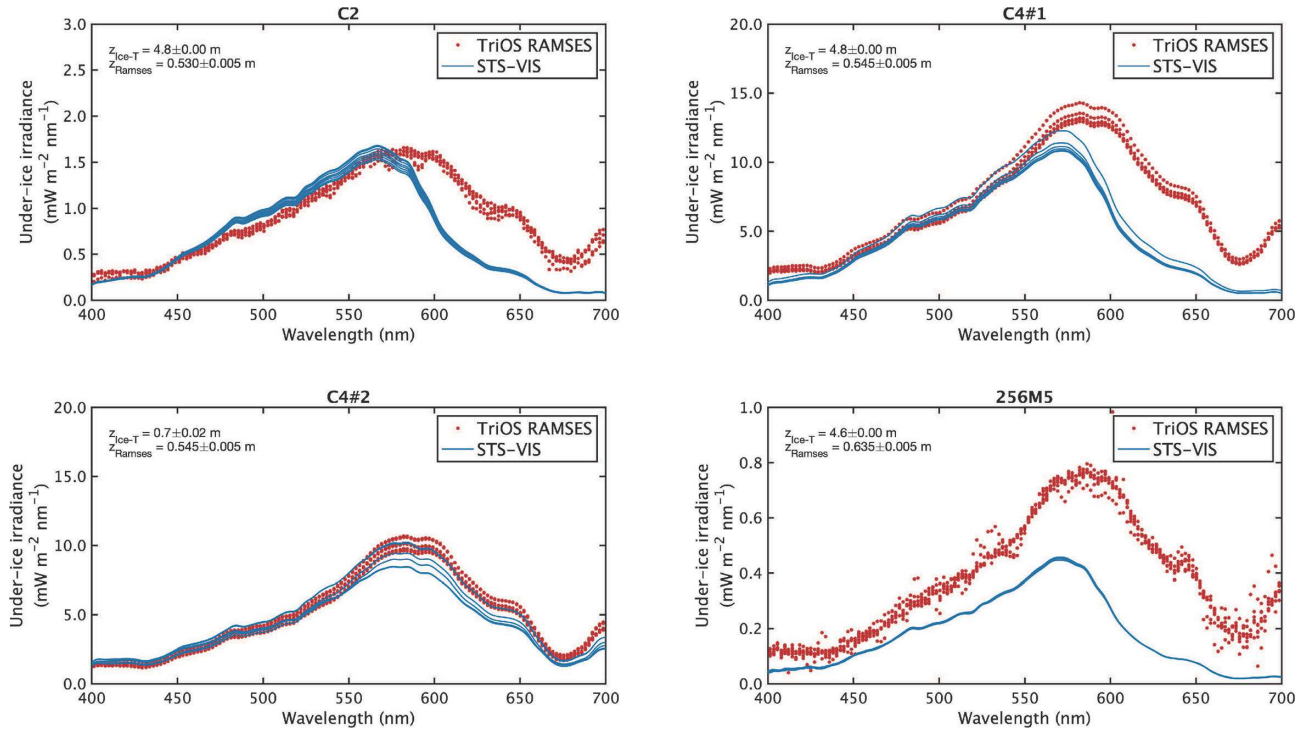 C2
3.0
2.5
2.0
1.5
1.0
0.5
0.0
Under-ice irradiance
(mW m⁻² nm⁻¹)
z_Ice-T = 4.8±0.00 m
z_Ramses = 0.530±0.005 m
TriOS RAMSES
STS-VIS
400 450 500 550 600 650 700
Wavelength (nm)
C4#1
20.0
15.0
10.0
5.0
0.0
Under-ice irradiance
(mW m⁻² nm⁻¹)
z_Ice-T = 4.8±0.00 m
z_Ramses = 0.545±0.005 m
TriOS RAMSES
STS-VIS
400 450 500 550 600 650 700
Wavelength (nm)
C4#2
20.0
15.0
10.0
5.0
0.0
Under-ice irradiance
(mW m⁻² nm⁻¹)
z_Ice-T = 0.7±0.02 m
z_Ramses = 0.545±0.005 m
TriOS RAMSES
STS-VIS
400 450 500 550 600 650 700
Wavelength (nm)
256M5
1.0
0.8
0.6
0.4
0.2
0.0
Under-ice irradiance
(mW m⁻² nm⁻¹)
z_Ice-T = 4.6±0.00 m
z_Ramses = 0.635±0.005 m
TriOS RAMSES
STS-VIS
400 450 500 550 600 650 700
Wavelength (nm)